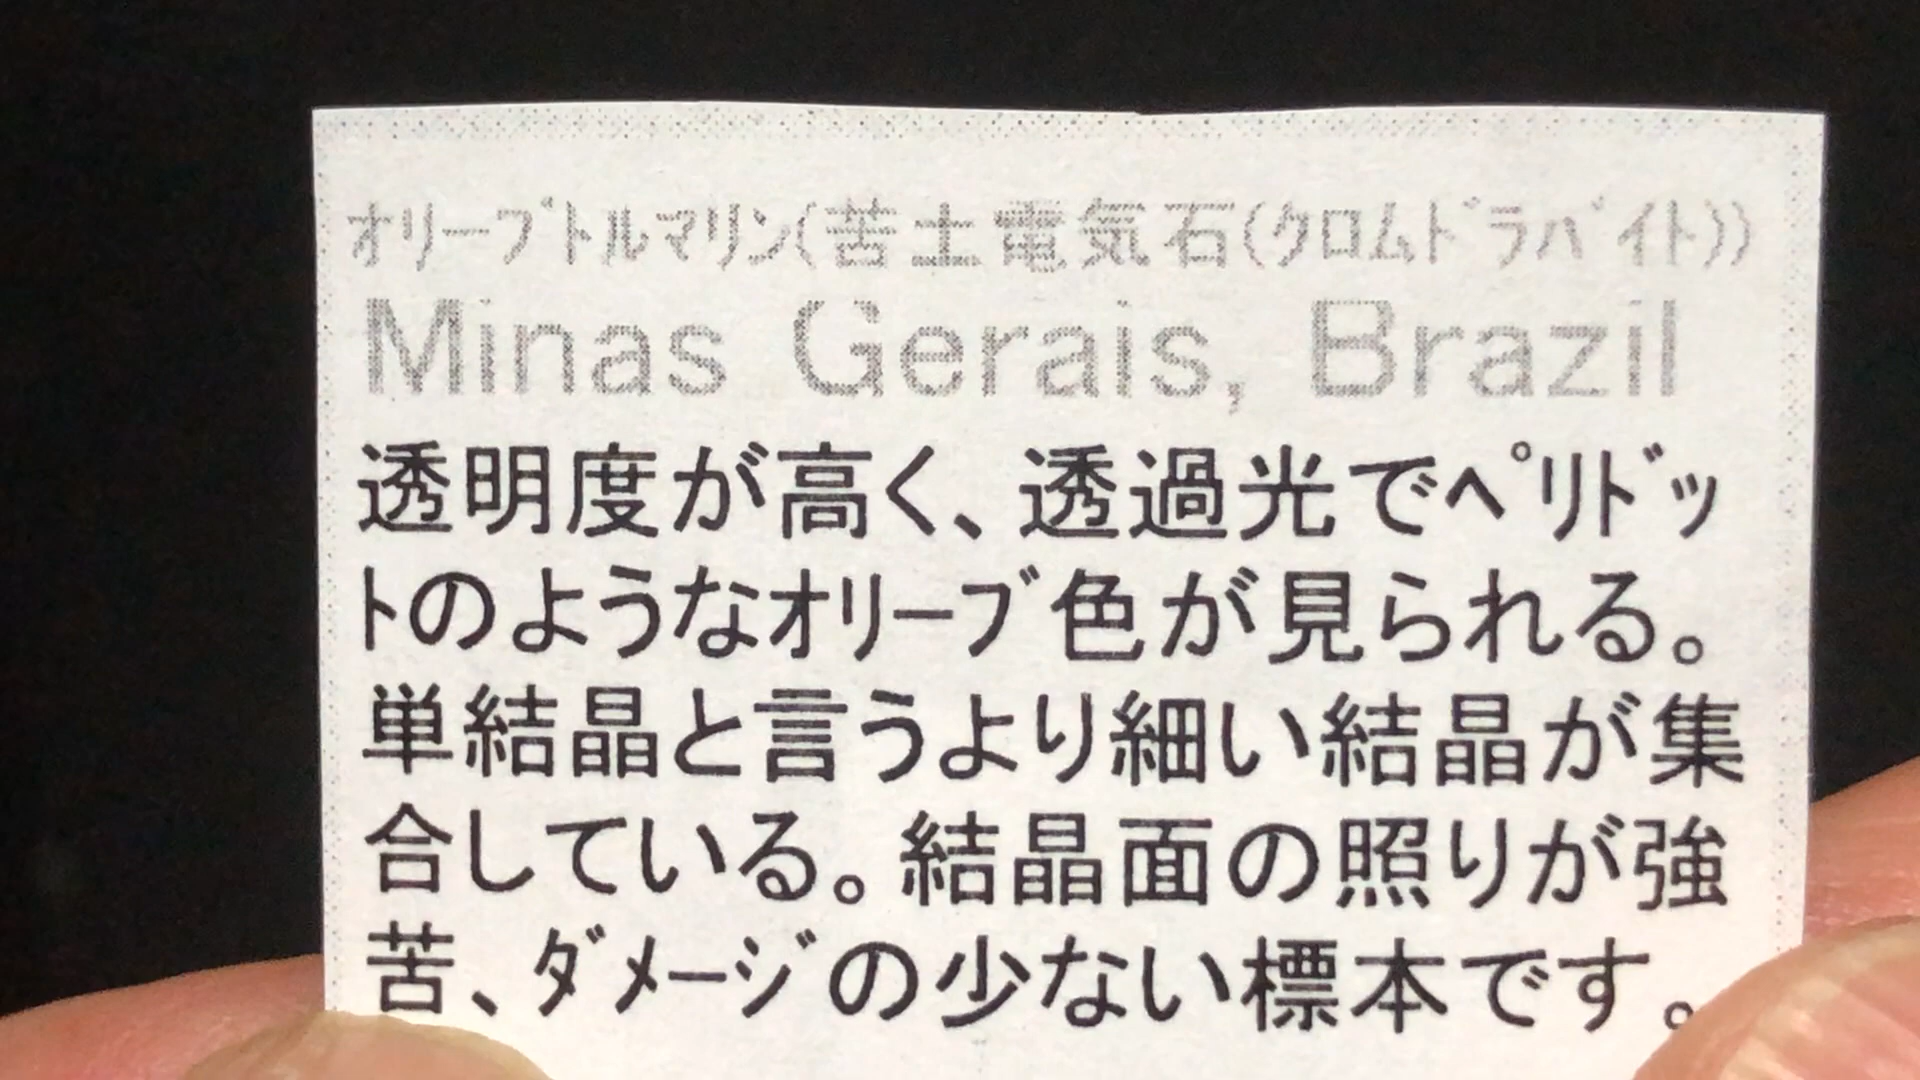 ｵﾘｰﾌﾞﾄﾙﾏﾘﾝ(苦土電気石(ｸﾛﾑﾄﾞﾗﾊﾞｲﾄ))
Minas Gerais, Brazil
透明度が高く、透過光でﾍﾟﾘﾄﾞｯ
ﾄのようなｵﾘｰﾌﾞ色が見られる。
単結晶と言うより細い結晶が集
合している。結晶面の照りが強
苦、ﾀﾞﾒｰｼﾞの少ない標本です。